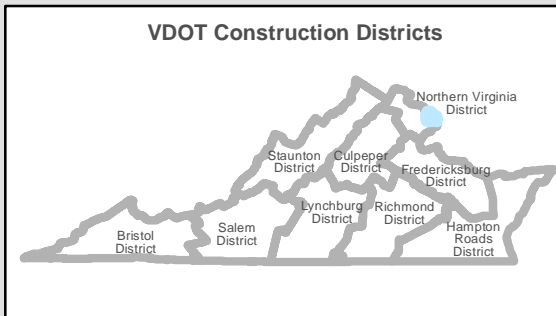 VDOT Construction Districts
Northern Virginia
District
Staunton
District
Culpeper
District
Fredericksburg
District
Lynchburg
District
Richmond
District
Hampton
Roads
District
Salem
District
Bristol
District